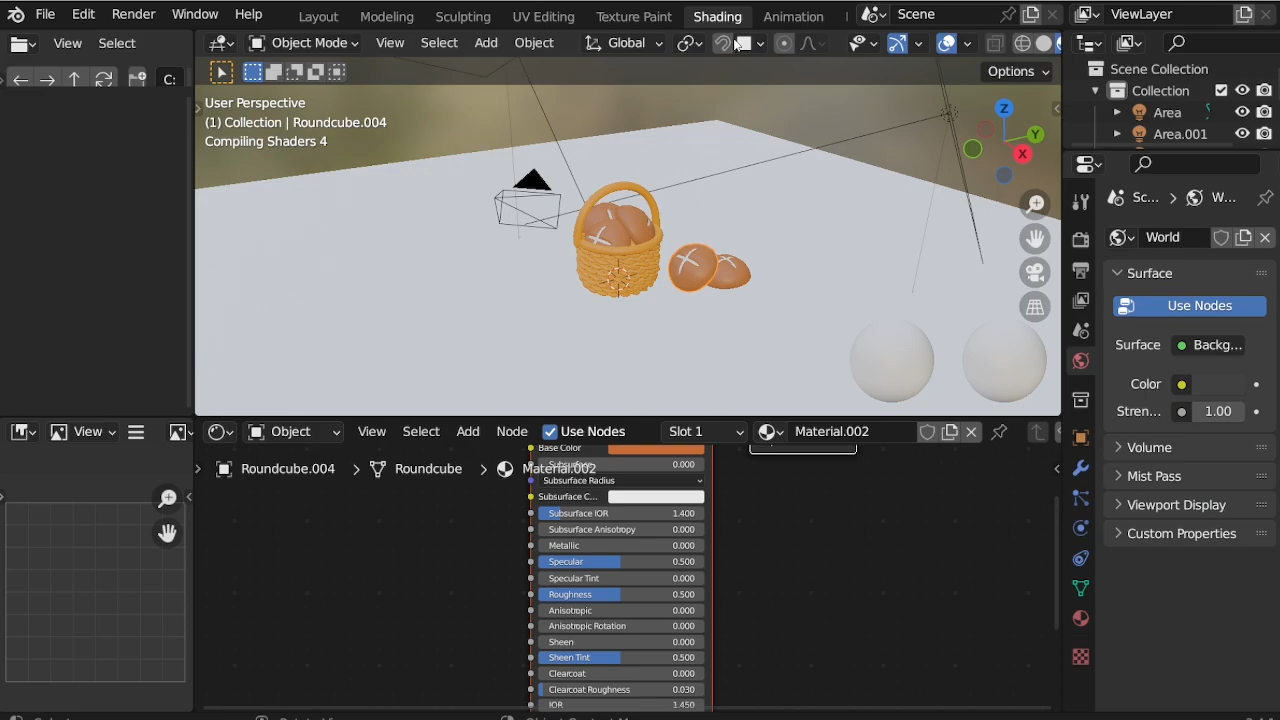 File Edit Render Window Help Layout Modeling Sculpting UV Editing Texture Paint Shading Animation Scene ViewLayer
View Select Object Mode View Select Add Object Global
C: Options
User Perspective
(1) Collection | Roundcube.004
Compiling Shaders 4
Z
Y
X
Scene Collection
Collection
Area
Area.001
Sc... W...
World
Surface
Use Nodes
Surface Backg...
Color
Stren... 1.00
Volume
Mist Pass
Viewport Display
Custom Properties
View Object View Select Add Node Use Nodes Slot 1 Material.002
Roundcube.004 Roundcube Material.002
Base Color
Subsurface 0.000
Subsurface Radius
Subsurface C...
Subsurface IOR 1.400
Subsurface Anisotropy 0.000
Metallic 0.000
Specular 0.500
Specular Tint 0.000
Roughness 0.500
Anisotropic 0.000
Anisotropic Rotation 0.000
Sheen 0.000
Sheen Tint 0.500
Clearcoat 0.000
Clearcoat Roughness 0.030
IOR 1.450